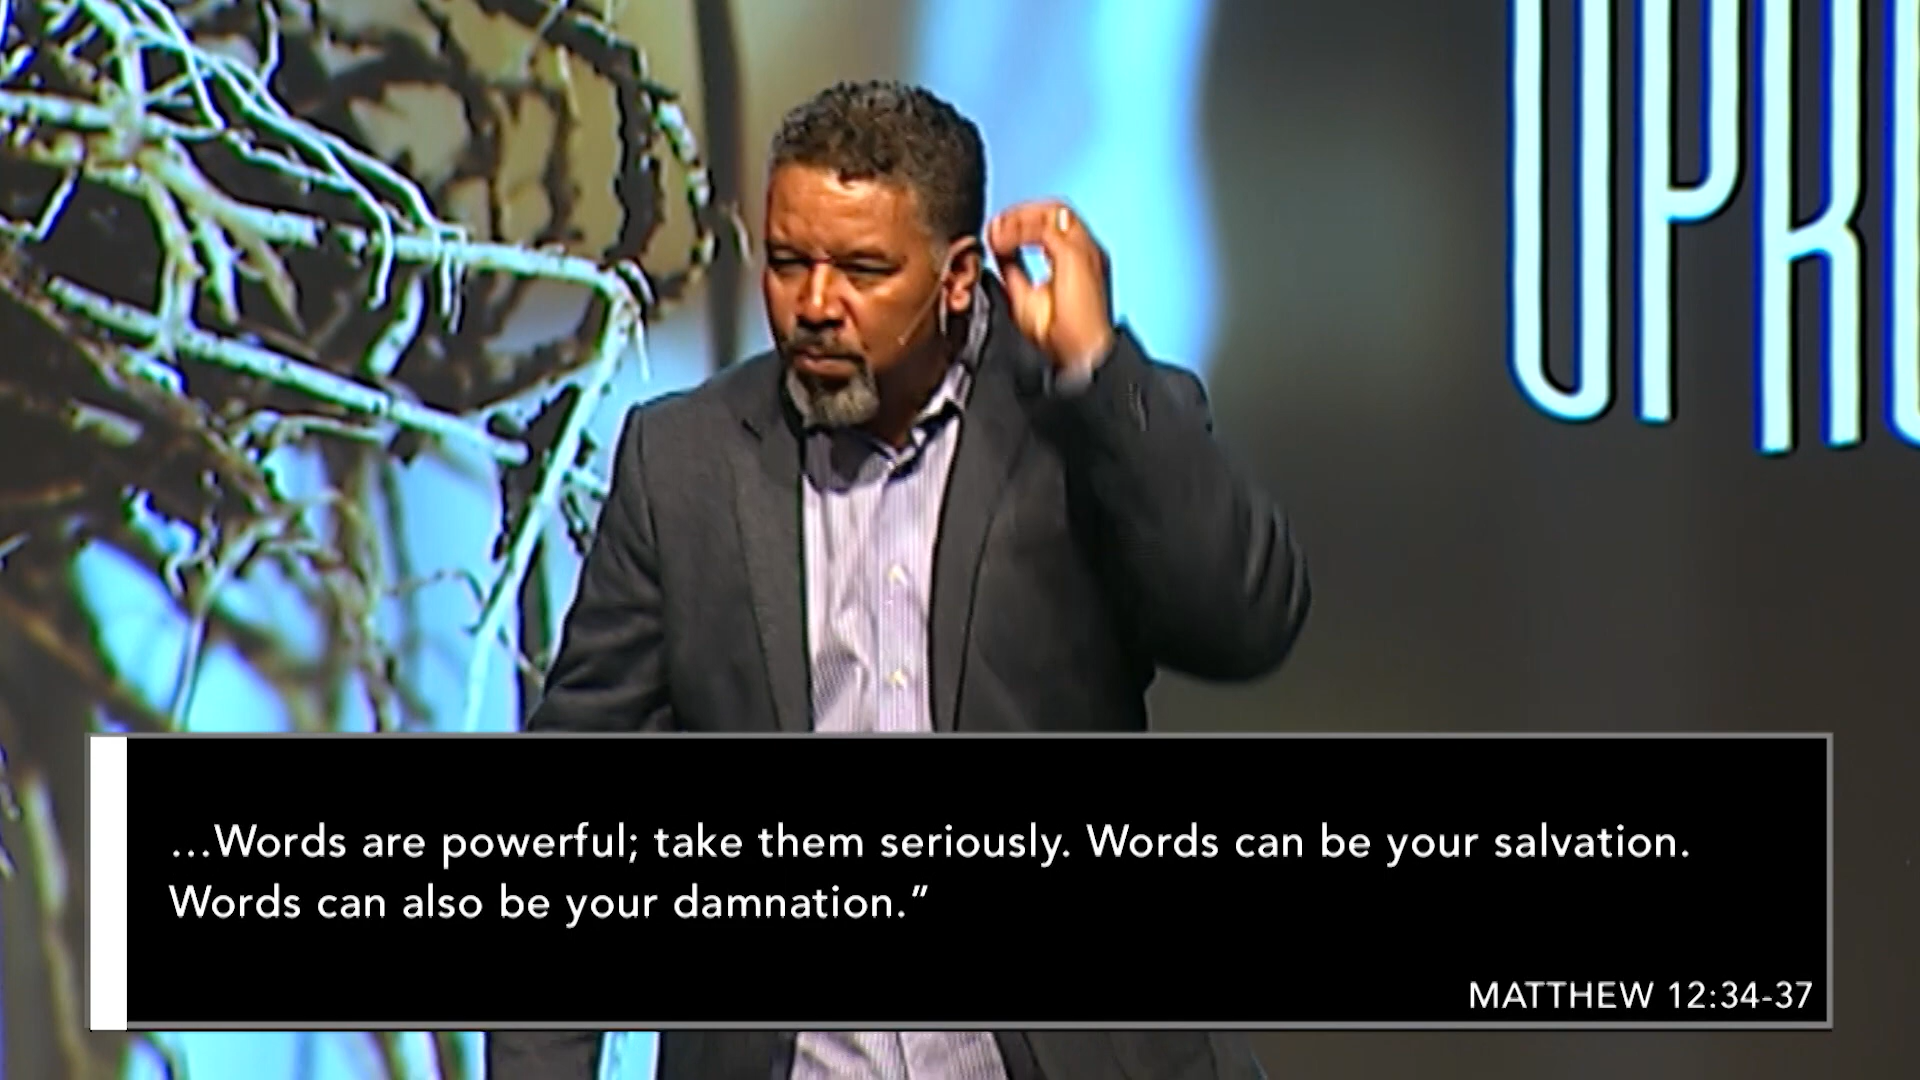 UPRO
…Words are powerful; take them seriously. Words can be your salvation.
Words can also be your damnation.”
MATTHEW 12:34-37